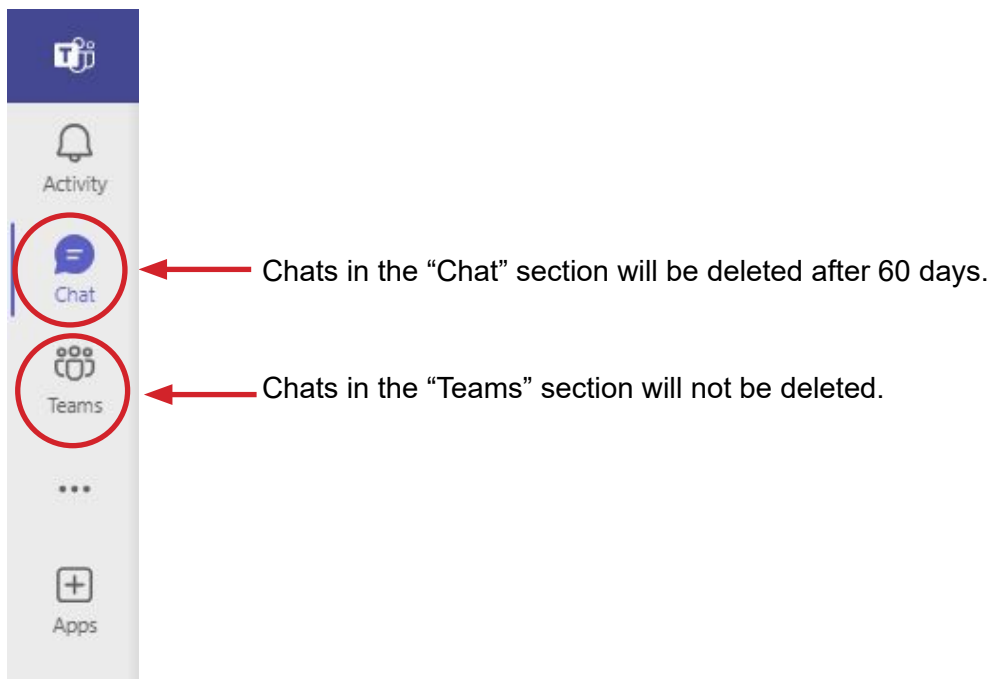 T
Activity
Chat
Chats in the “Chat” section will be deleted after 60 days.
Teams
Chats in the “Teams” section will not be deleted.
Apps